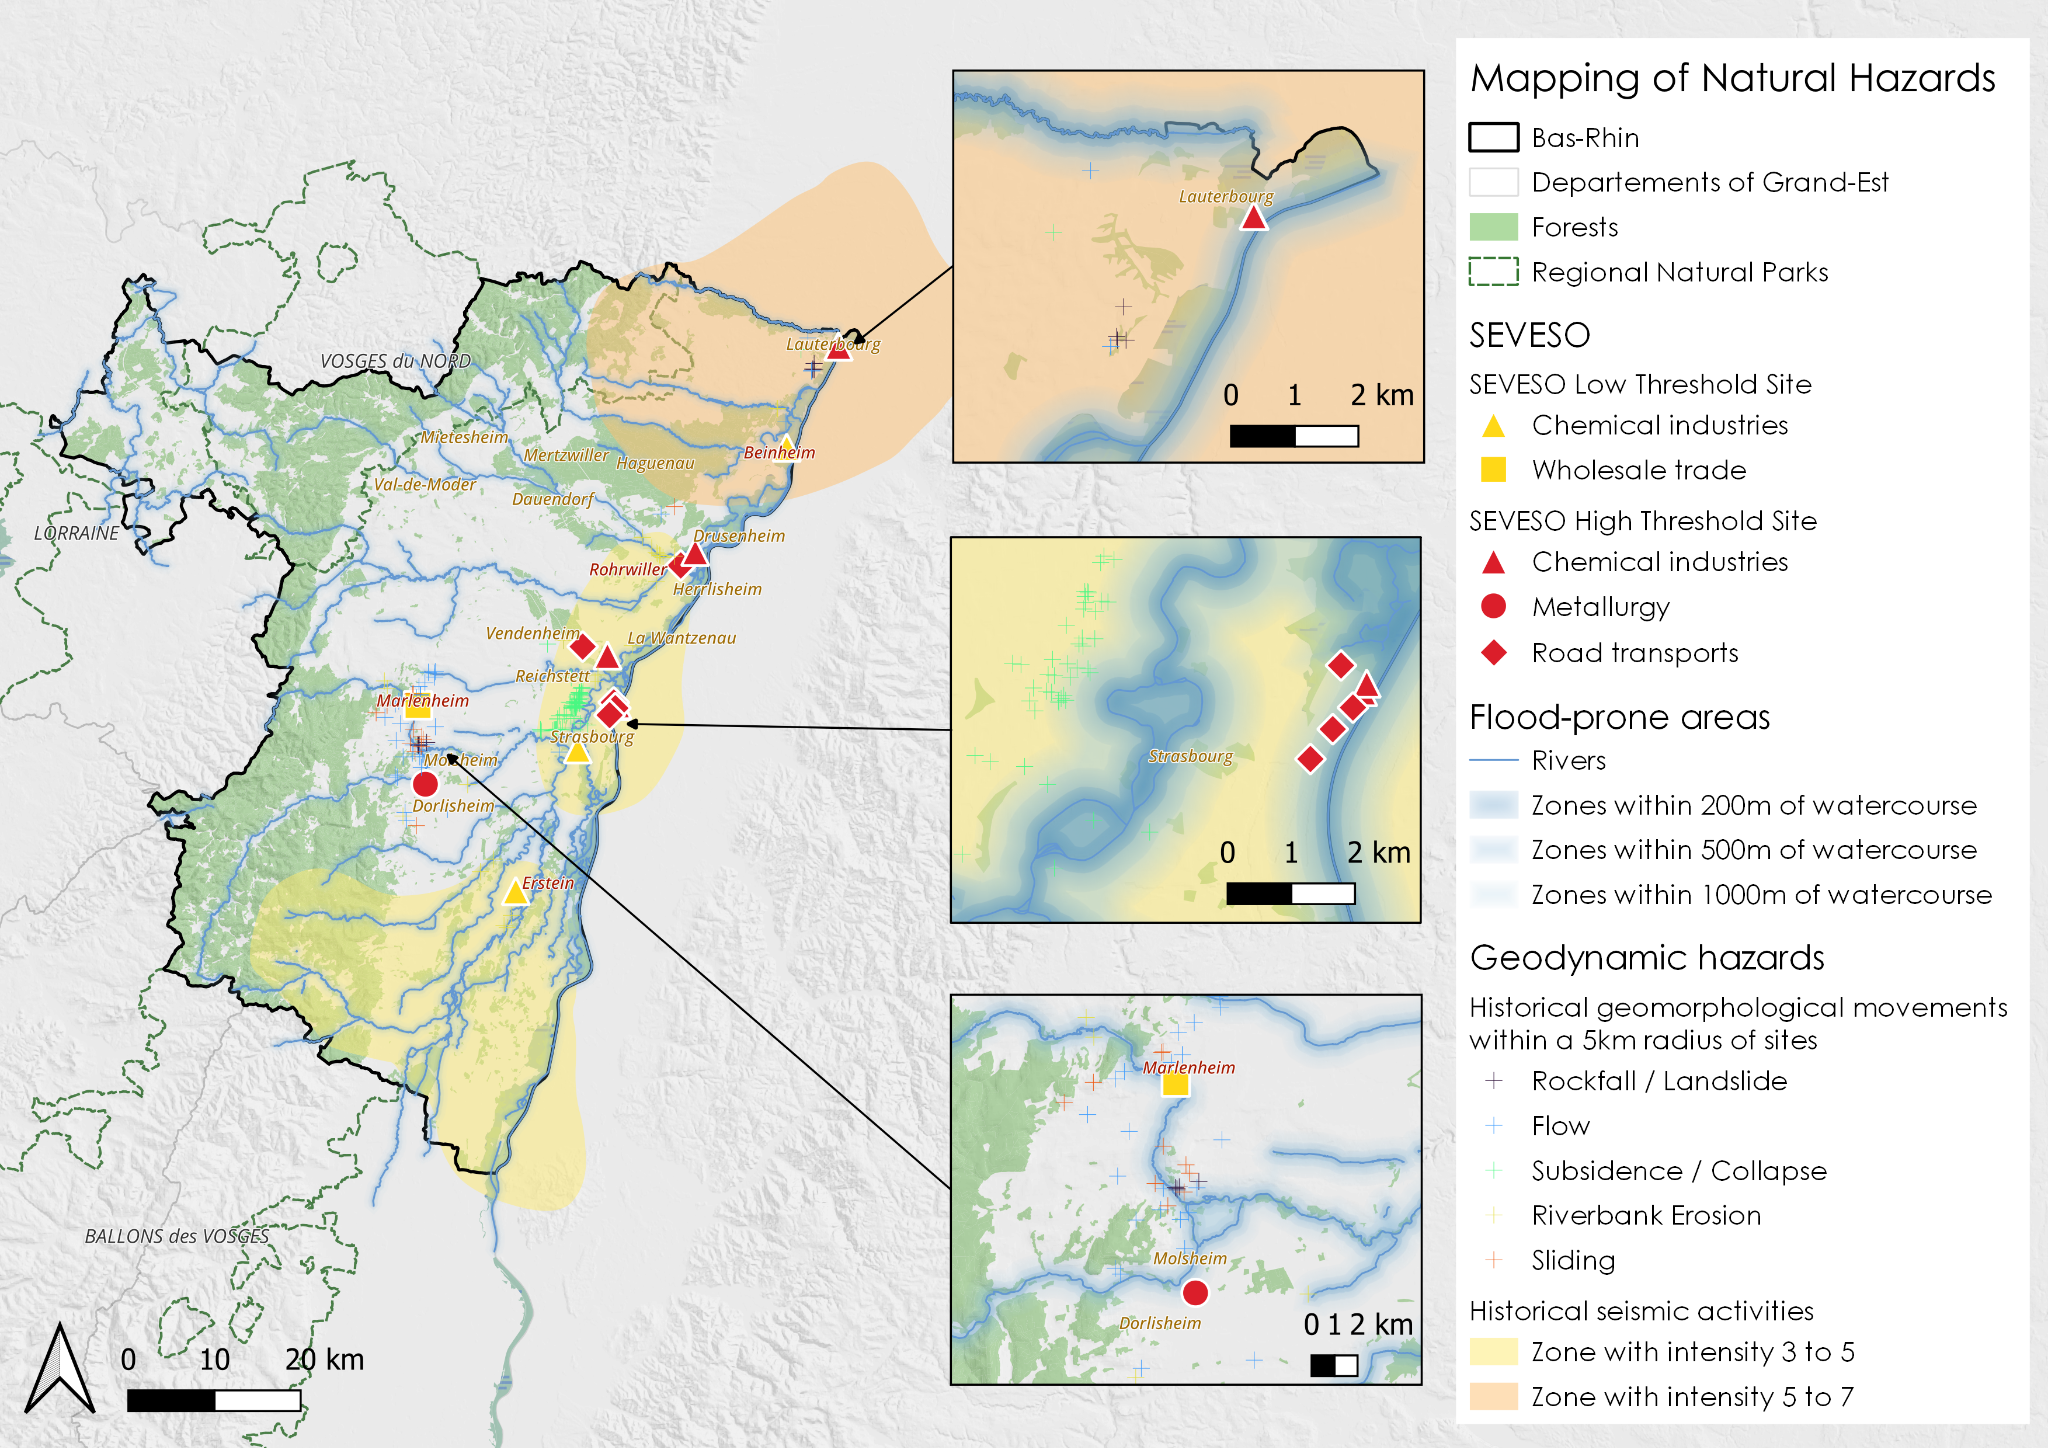 VOSGES du NORD
Lauterbourg
Mietesheim
Mertzwiller
Haguenau
Beinheim
Val-de-Moder
Dauendorf
LORRAINE
Drusenheim
Rohrwiller
Herrlisheim
Vendenheim
La Wantzenau
Reichstett
Marlenheim
Strasbourg
Molsheim
Dorlisheim
Erstein
BALLONS des VOSGES
0 10 20 km
Lauterbourg
0 1 2 km
Strasbourg
0 1 2 km
Marlenheim
Molsheim
Dorlisheim
0 1 2 km
Mapping of Natural Hazards
Bas-Rhin
Departements of Grand-Est
Forests
Regional Natural Parks
SEVESO
SEVESO Low Threshold Site
Chemical industries
Wholesale trade
SEVESO High Threshold Site
Chemical industries
Metallurgy
Road transports
Flood-prone areas
Rivers
Zones within 200m of watercourse
Zones within 500m of watercourse
Zones within 1000m of watercourse
Geodynamic hazards
Historical geomorphological movements
within a 5km radius of sites
Rockfall / Landslide
Flow
Subsidence / Collapse
Riverbank Erosion
Sliding
Historical seismic activities
Zone with intensity 3 to 5
Zone with intensity 5 to 7